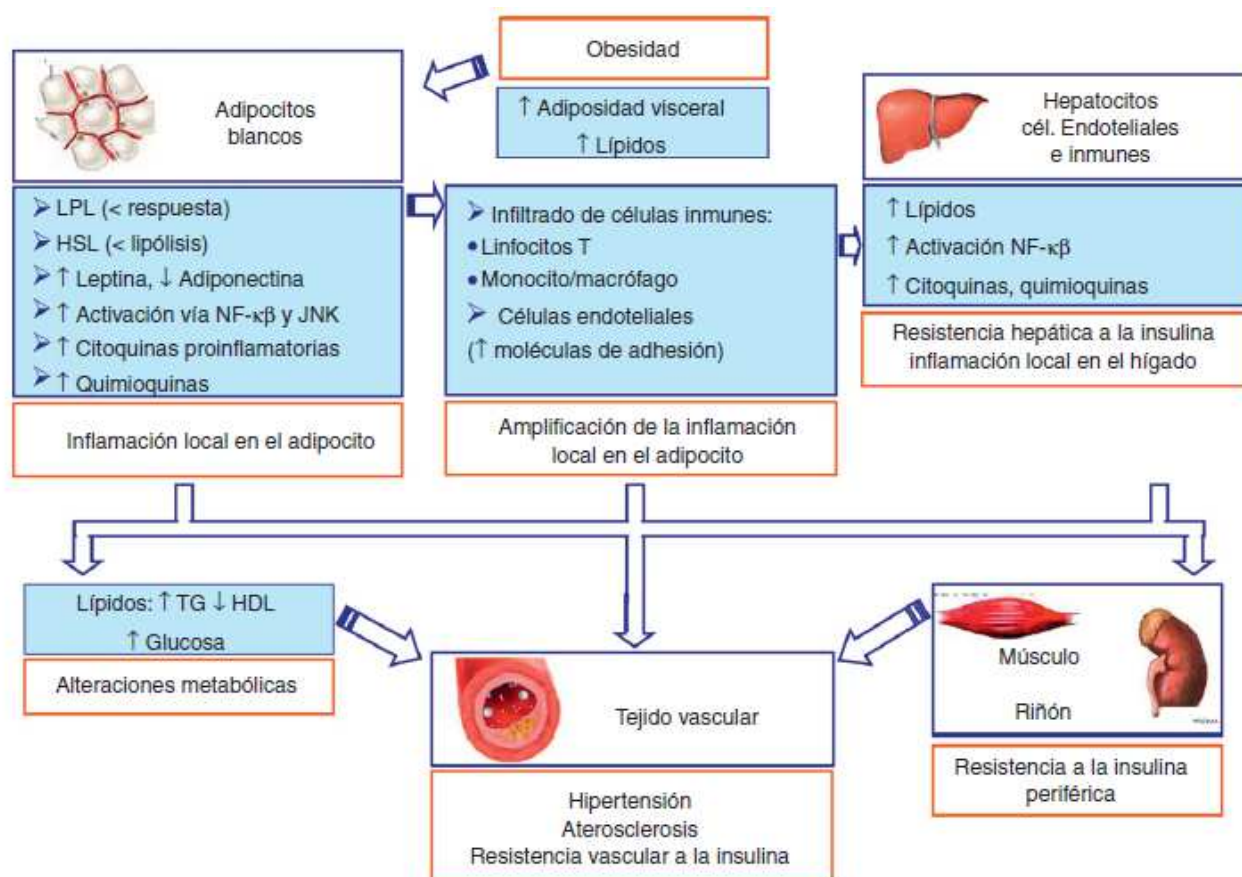 Obesidad
↑ Adiposidad visceral
↑ Lípidos
Adipocitos
blancos
➢ LPL (< respuesta)
➢ HSL (< lipólisis)
➢ ↑ Leptina, ↓ Adiponectina
➢ ↑ Activación vía NF-κβ y JNK
➢ ↑ Citoquinas proinflamatorias
➢ ↑ Quimioquinas
Inflamación local en el adipocito
➢ Infiltrado de células inmunes:
• Linfocitos T
• Monocito/macrófago
➢ Células endoteliales
(↑ moléculas de adhesión)
Amplificación de la inflamación
local en el adipocito
Hepatocitos
cél. Endoteliales
e inmunes
↑ Lípidos
↑ Activación NF-κβ
↑ Citoquinas, quimioquinas
Resistencia hepática a la insulina
inflamación local en el hígado
Lípidos: ↑ TG ↓ HDL
↑ Glucosa
Alteraciones metabólicas
Tejido vascular
Hipertensión
Aterosclerosis
Resistencia vascular a la insulina
Músculo
Riñón
Resistencia a la insulina
periférica